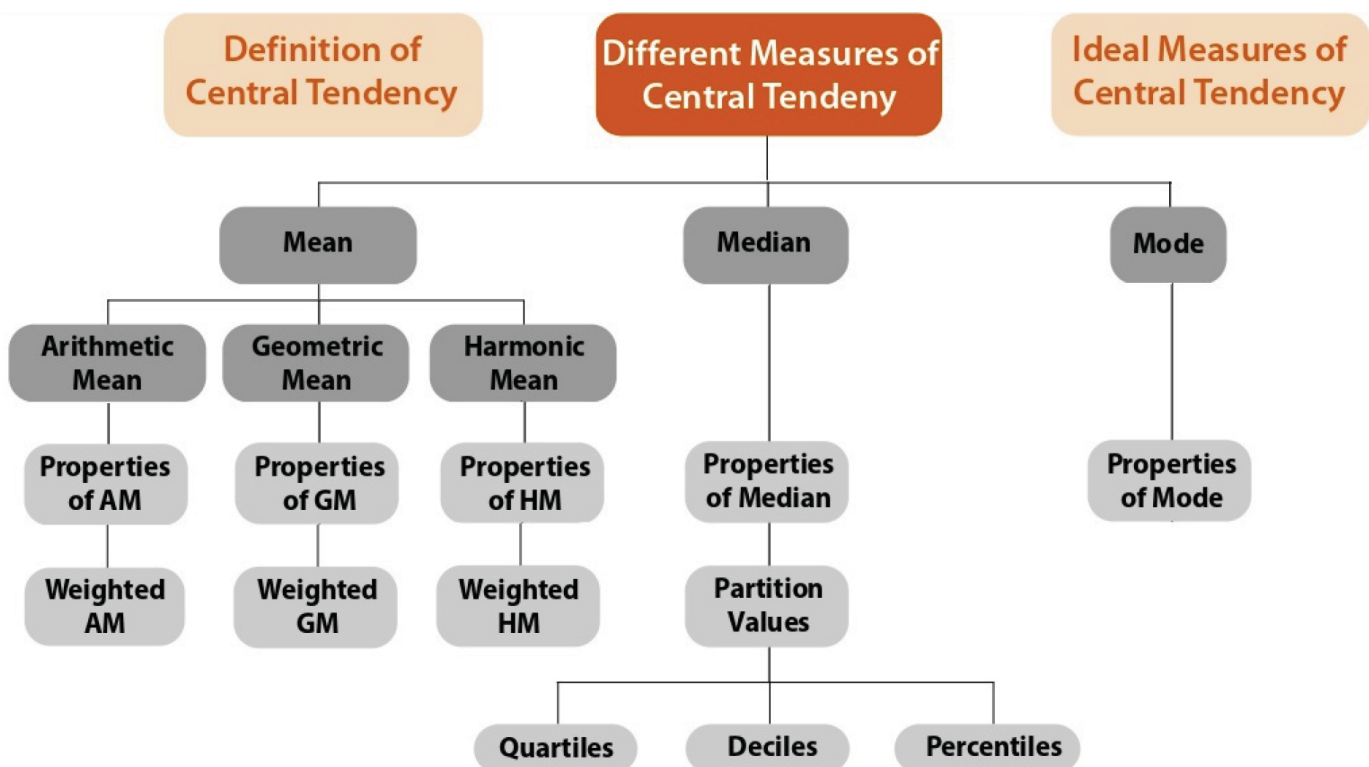 Definition of
Central Tendency
Different Measures of
Central Tendeny
Ideal Measures of
Central Tendency
Mean
Median
Mode
Arithmetic
Mean
Geometric
Mean
Harmonic
Mean
Properties
of AM
Properties
of GM
Properties
of HM
Properties
of Median
Properties
of Mode
Weighted
AM
Weighted
GM
Weighted
HM
Partition
Values
Quartiles
Deciles
Percentiles